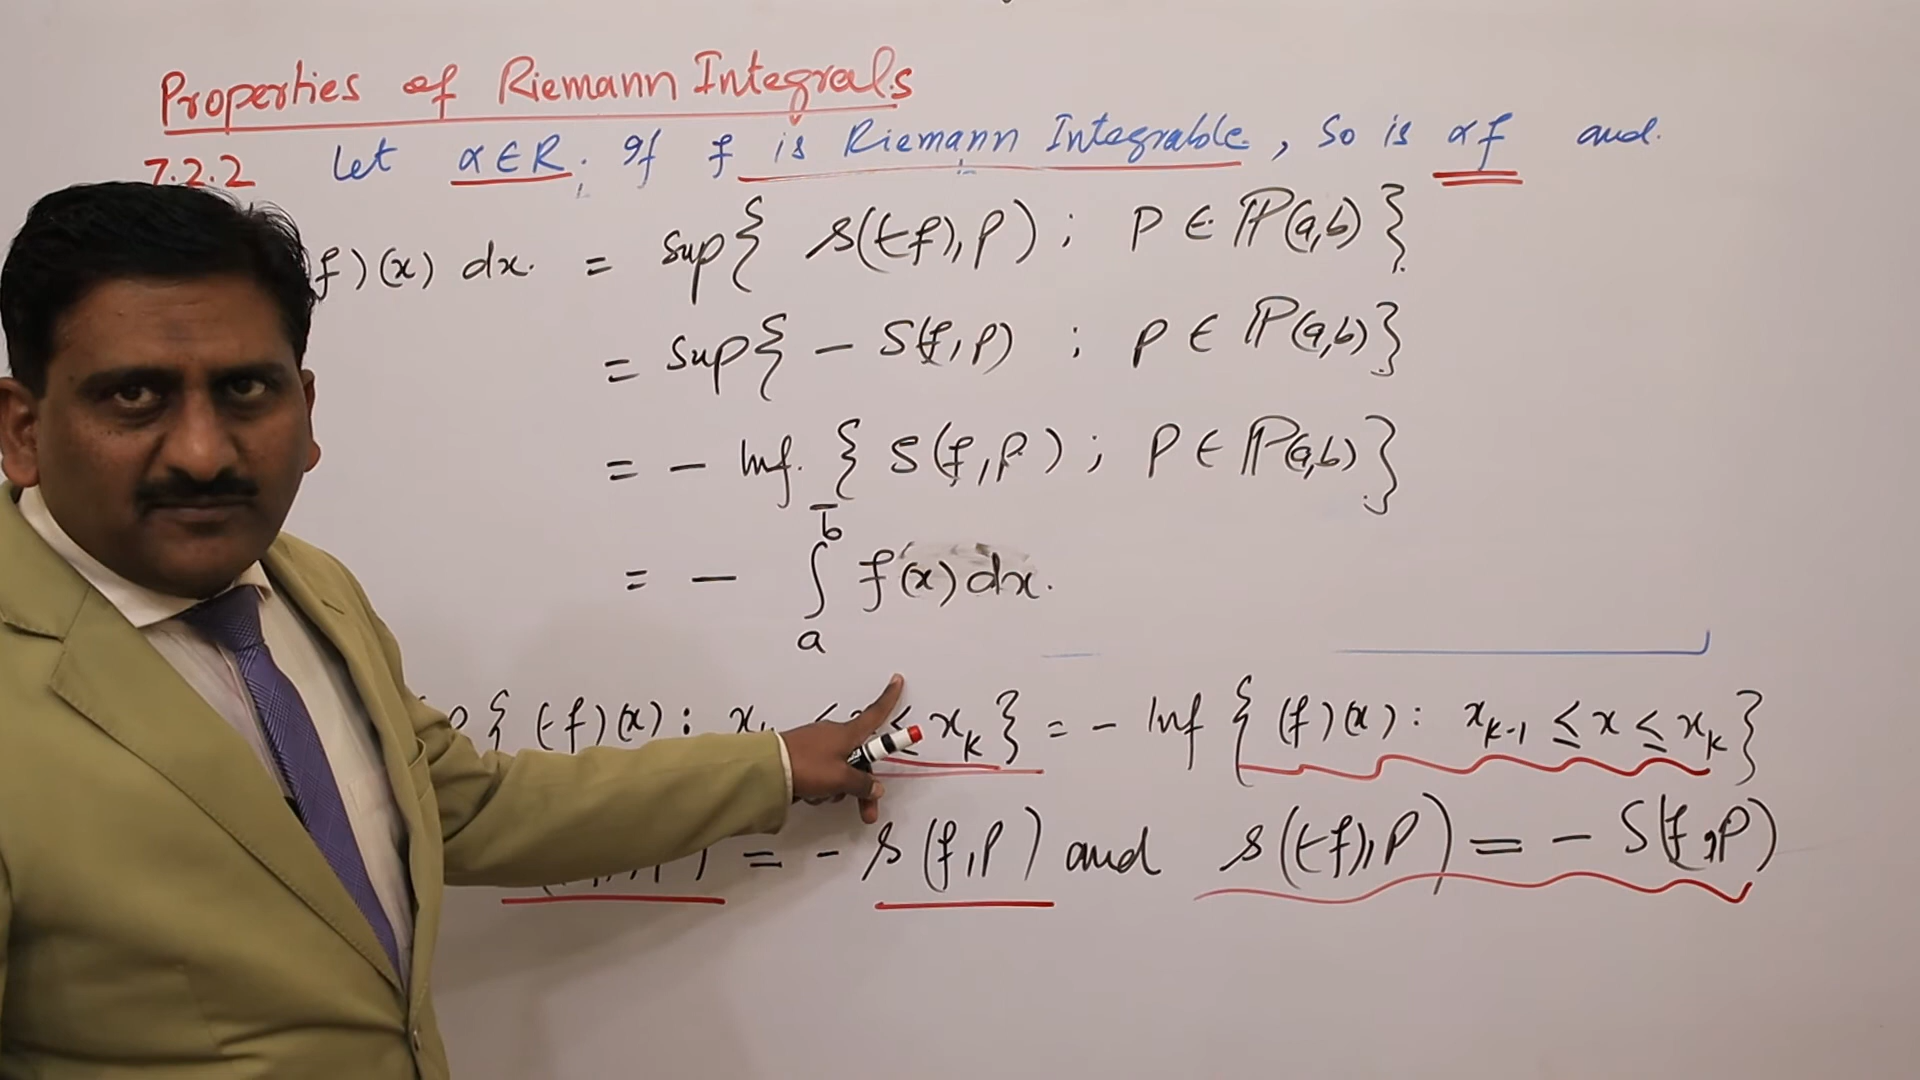 Properties of Riemann Integrals
7.2.2 Let α∈R. If f is Riemann Integrable, So is αf and.
f)(x) dx. = Sup{ s((-f), P) ; P ∈ ℙ(a,b)}
= Sup{ - S(f, P) ; P ∈ ℙ(a,b)}
= - Inf. { S(f, P) ; P ∈ ℙ(a,b)}
= - ∫ₐ^b̄ f(x) dx.
{ (-f)(x) : ≤ xₖ } = - Inf { (f)(x) : xₖ₋₁ ≤ x ≤ xₖ }
= - s(f, P) and s((-f), P) = - S(f, P)